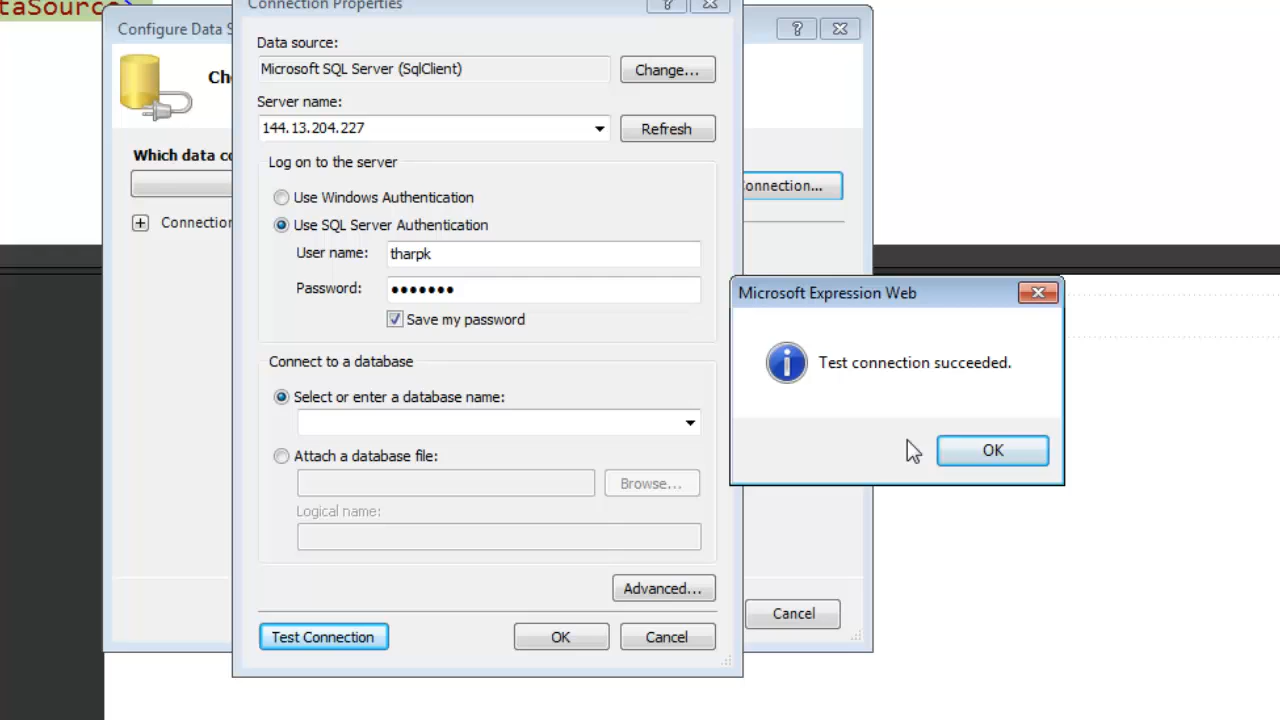 taSource>
Connection Properties
Configure Data S
Data source:
Microsoft SQL Server (SqlClient)
Change...
Server name:
144.13.204.227
Refresh
Which data co
Log on to the server
onnection...
Use Windows Authentication
Connection
Use SQL Server Authentication
User name:
tharpk
Password:
●●●●●●●
Save my password
Microsoft Expression Web
Test connection succeeded.
OK
Connect to a database
Select or enter a database name:
Attach a database file:
Browse...
Logical name:
Advanced...
Cancel
Test Connection
OK
Cancel